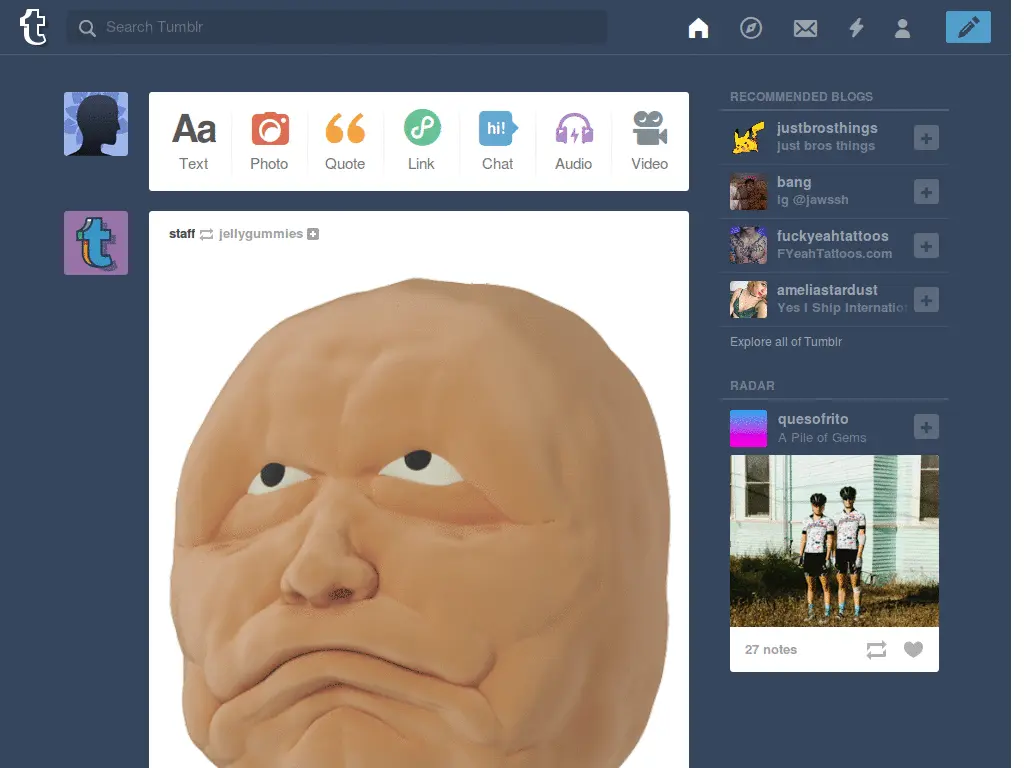 Search Tumblr
Aa
Text
Photo
Quote
Link
hi!
Chat
Audio
Video
staff jellygummies
RECOMMENDED BLOGS
justbrosthings
just bros things
bang
Ig @jawssh
fuckyeahtattoos
FYeahTattoos.com
ameliastardust
Yes I Ship Internatio
Explore all of Tumblr
RADAR
quesofrito
A Pile of Gems
27 notes